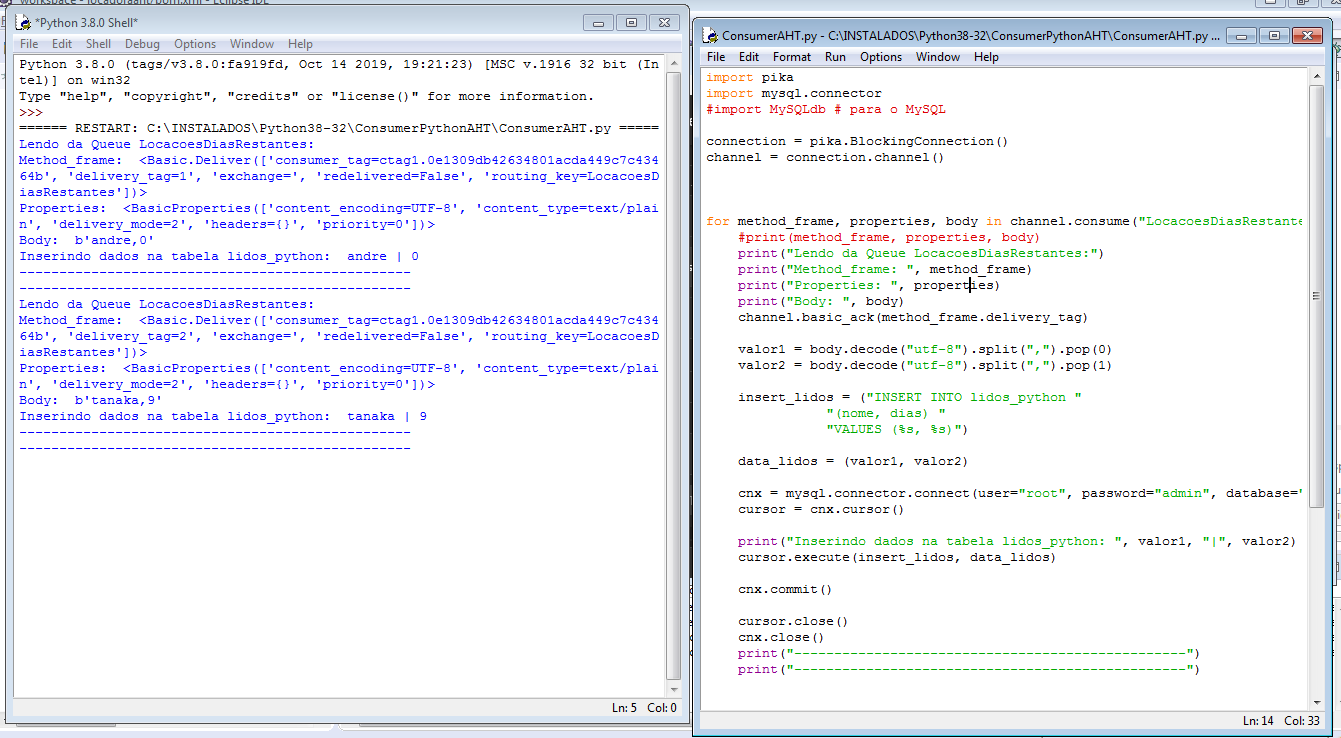 workspace - locadoraaht/pom.xml - Eclipse IDE
*Python 3.8.0 Shell*
File Edit Shell Debug Options Window Help
Python 3.8.0 (tags/v3.8.0:fa919fd, Oct 14 2019, 19:21:23) [MSC v.1916 32 bit (In
tel)] on win32
Type "help", "copyright", "credits" or "license()" for more information.
>>>
====== RESTART: C:\INSTALADOS\Python38-32\ConsumerPythonAHT\ConsumerAHT.py =====
Lendo da Queue LocacoesDiasRestantes:
Method_frame:  <Basic.Deliver(['consumer_tag=ctag1.0e1309db42634801acda449c7c434
64b', 'delivery_tag=1', 'exchange=', 'redelivered=False', 'routing_key=LocacoesD
iasRestantes'])>
Properties:  <BasicProperties(['content_encoding=UTF-8', 'content_type=text/plai
n', 'delivery_mode=2', 'headers={}', 'priority=0'])>
Body:  b'andre,0'
Inserindo dados na tabela lidos_python:  andre | 0
-------------------------------------------------
-------------------------------------------------
Lendo da Queue LocacoesDiasRestantes:
Method_frame:  <Basic.Deliver(['consumer_tag=ctag1.0e1309db42634801acda449c7c434
64b', 'delivery_tag=2', 'exchange=', 'redelivered=False', 'routing_key=LocacoesD
iasRestantes'])>
Properties:  <BasicProperties(['content_encoding=UTF-8', 'content_type=text/plai
n', 'delivery_mode=2', 'headers={}', 'priority=0'])>
Body:  b'tanaka,9'
Inserindo dados na tabela lidos_python:  tanaka | 9
-------------------------------------------------
-------------------------------------------------
Ln: 5 Col: 0
ConsumerAHT.py - C:\INSTALADOS\Python38-32\ConsumerPythonAHT\ConsumerAHT.py ...
File Edit Format Run Options Window Help
import pika
import mysql.connector
#import MySQLdb # para o MySQL
connection = pika.BlockingConnection()
channel = connection.channel()
for method_frame, properties, body in channel.consume("LocacoesDiasRestante
#print(method_frame, properties, body)
print("Lendo da Queue LocacoesDiasRestantes:")
print("Method_frame: ", method_frame)
print("Properties: ", properties)
print("Body: ", body)
channel.basic_ack(method_frame.delivery_tag)
valor1 = body.decode("utf-8").split(",").pop(0)
valor2 = body.decode("utf-8").split(",").pop(1)
insert_lidos = ("INSERT INTO lidos_python "
"(nome, dias) "
"VALUES (%s, %s)")
data_lidos = (valor1, valor2)
cnx = mysql.connector.connect(user="root", password="admin", database='
cursor = cnx.cursor()
print("Inserindo dados na tabela lidos_python: ", valor1, "|", valor2)
cursor.execute(insert_lidos, data_lidos)
cnx.commit()
cursor.close()
cnx.close()
print("-------------------------------------------------")
print("-------------------------------------------------")
Ln: 14 Col: 33